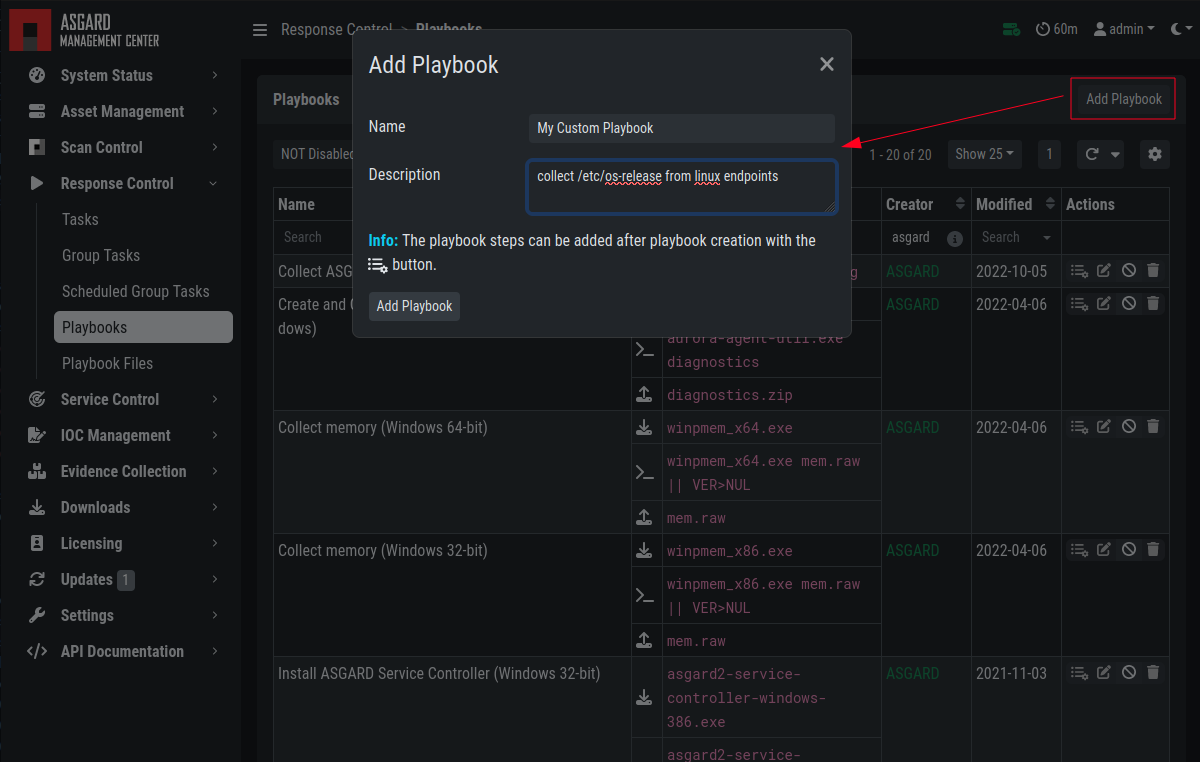 ASGARD
MANAGEMENT CENTER
Response Control > Playbooks
60m
admin
System Status
Asset Management
Scan Control
Response Control
Tasks
Group Tasks
Scheduled Group Tasks
Playbooks
Playbook Files
Service Control
IOC Management
Evidence Collection
Downloads
Licensing
Updates 1
Settings
API Documentation
Playbooks
Add Playbook
NOT Disabled
1 - 20 of 20
Show 25
1
Add Playbook
Name
My Custom Playbook
Description
collect /etc/os-release from linux endpoints
Info: The playbook steps can be added after playbook creation with the
button.
Add Playbook
Name Creator Modified Actions
Search asgard Search
Collect ASG g ASGARD 2022-10-05
Create and ASGARD 2022-04-06
dows)
aurora-agent-util.exe
diagnostics
diagnostics.zip
Collect memory (Windows 64-bit) winpmem_x64.exe ASGARD 2022-04-06
winpmem_x64.exe mem.raw
|| VER>NUL
mem.raw
Collect memory (Windows 32-bit) winpmem_x86.exe ASGARD 2022-04-06
winpmem_x86.exe mem.raw
|| VER>NUL
mem.raw
Install ASGARD Service Controller (Windows 32-bit) asgard2-service- ASGARD 2021-11-03
controller-windows-
386.exe
asgard2-service-